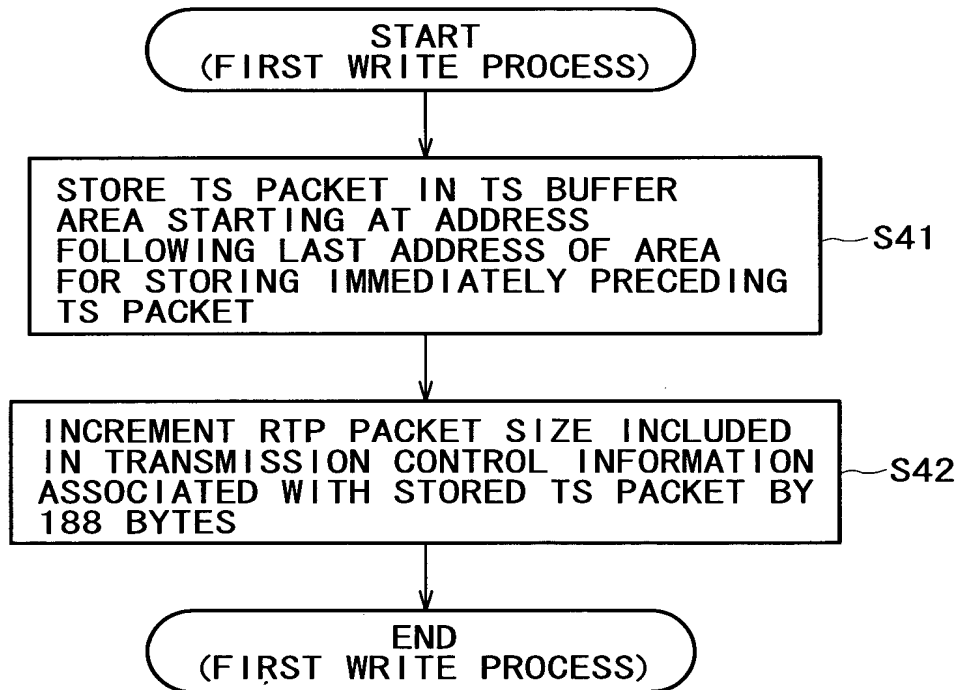 START
(FIRST WRITE PROCESS)
STORE TS PACKET IN TS BUFFER
AREA STARTING AT ADDRESS
FOLLOWING LAST ADDRESS OF AREA
FOR STORING IMMEDIATELY PRECEDING
TS PACKET
S41
INCREMENT RTP PACKET SIZE INCLUDED
IN TRANSMISSION CONTROL INFORMATION
ASSOCIATED WITH STORED TS PACKET BY
188 BYTES
S42
END
(FIRST WRITE PROCESS)